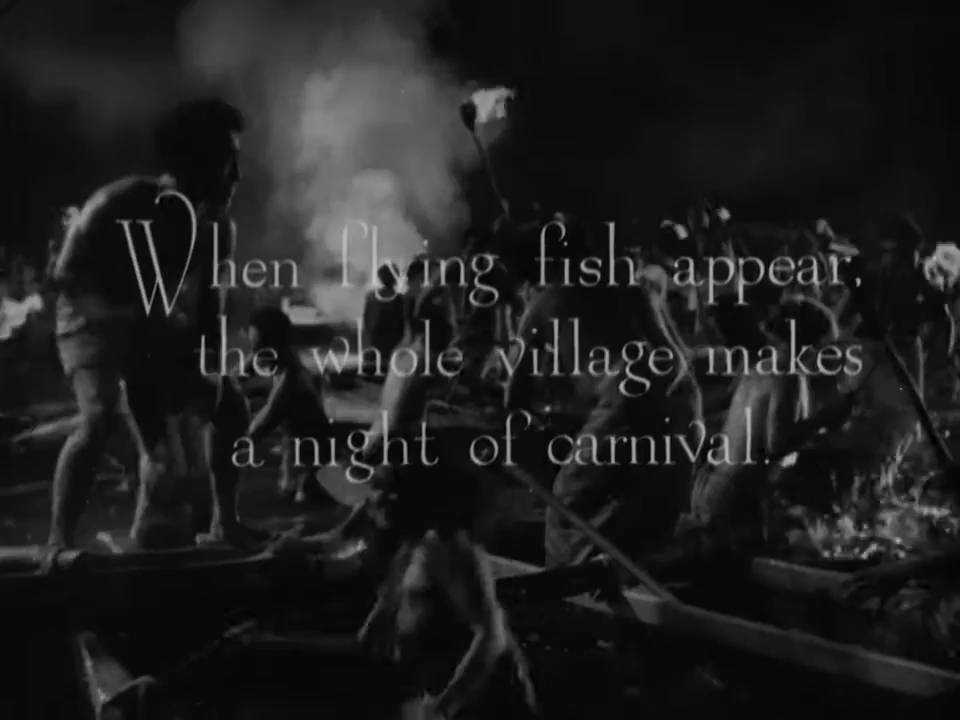 When flying fish appear,
the whole village makes
a night of carnival.